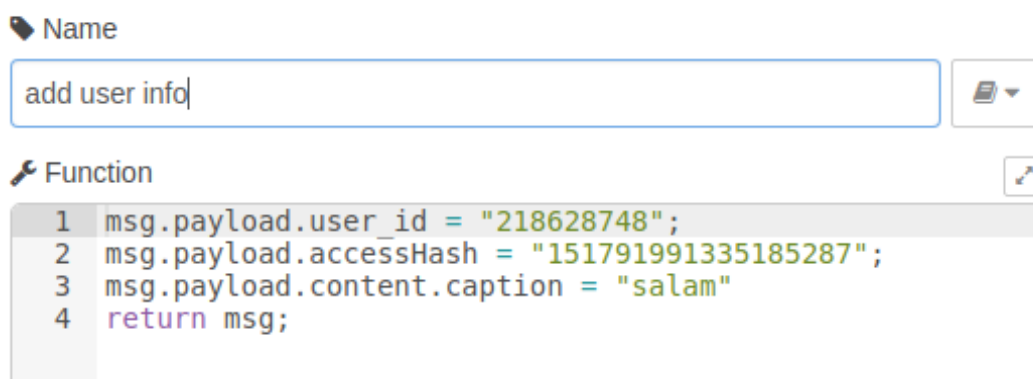 Name
add user info
Function
1 msg.payload.user_id = "218628748";
2 msg.payload.accessHash = "151791991335185287";
3 msg.payload.content.caption = "salam"
4 return msg;